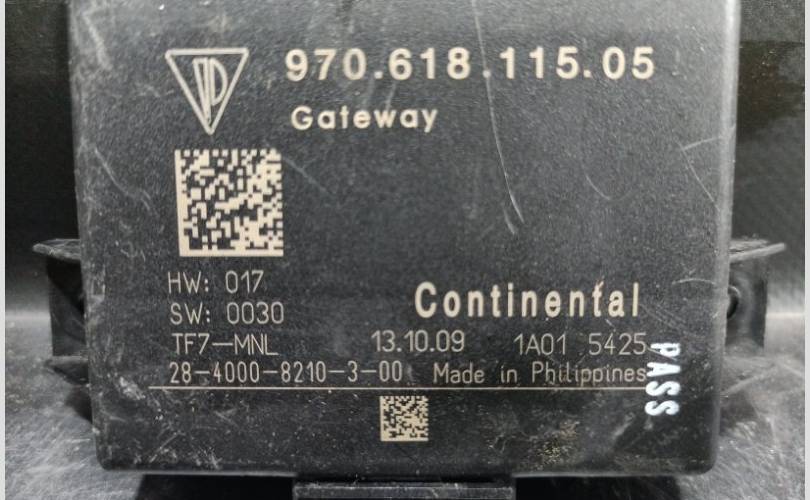 970.618.115.05
Gateway
HW: 017
SW: 0030
Continental
TF7-MNL 13.10.09 1A01 5425
28-4000-8210-3-00 Made in Philippines
PASS